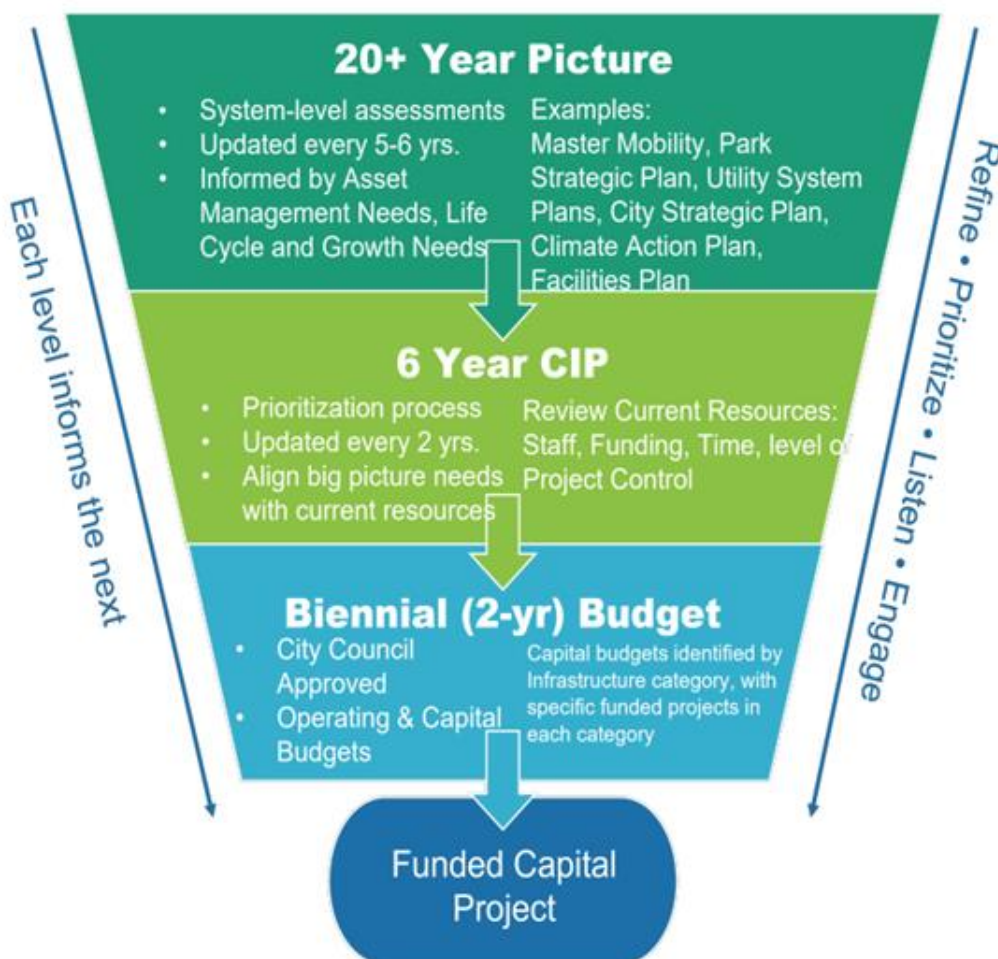 20+ Year Picture
• System-level assessments
• Updated every 5-6 yrs.
• Informed by Asset
Management Needs, Life
Cycle and Growth Needs
Examples:
Master Mobility, Park
Strategic Plan, Utility System
Plans, City Strategic Plan,
Climate Action Plan,
Facilities Plan
6 Year CIP
• Prioritization process
• Updated every 2 yrs.
• Align big picture needs
with current resources
Review Current Resources:
Staff, Funding, Time, level of
Project Control
Biennial (2-yr) Budget
• City Council
Approved
• Operating & Capital
Budgets
Capital budgets identified by
Infrastructure category, with
specific funded projects in
each category
Funded Capital
Project
Each level informs the next
Refine • Prioritize • Listen • Engage